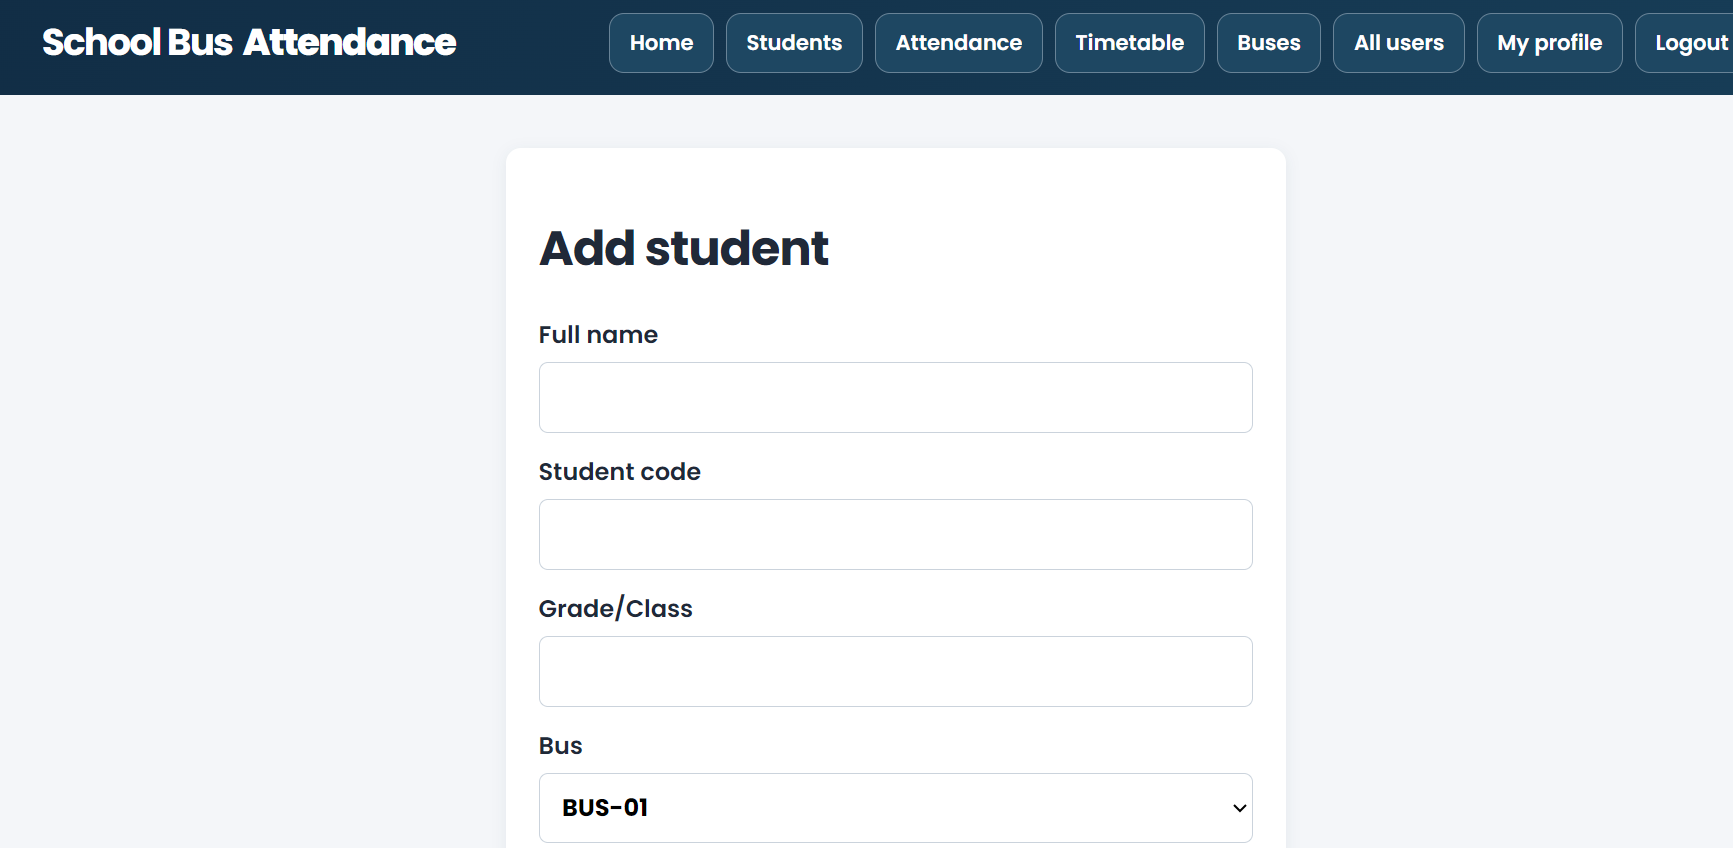 School Bus Attendance
Home Students Attendance Timetable Buses All users My profile Logout
Add student
Full name
Student code
Grade/Class
Bus
BUS-01